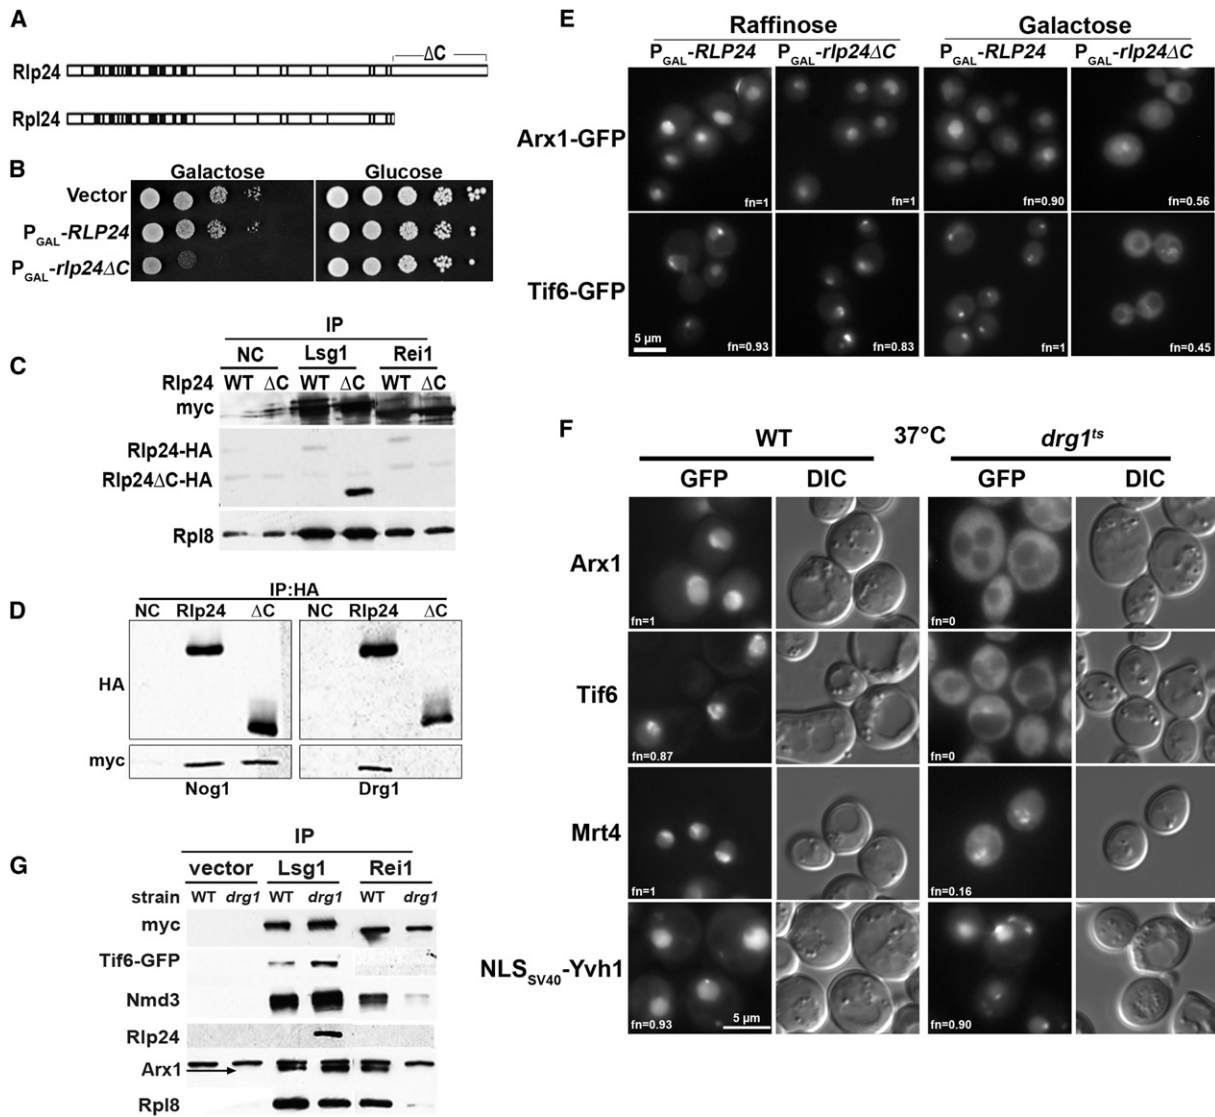 A
ΔC
Rlp24
Rpl24
B
Galactose Glucose
Vector
PGAL-RLP24
PGAL-rlp24ΔC
C
IP
NC Lsg1 Rei1
Rlp24 WT ΔC WT ΔC WT ΔC
myc
Rlp24-HA
Rlp24ΔC-HA
Rpl8
D
IP:HA
NC Rlp24 ΔC NC Rlp24 ΔC
HA
myc
Nog1 Drg1
G
IP
vector Lsg1 Rei1
strain WT drg1 WT drg1 WT drg1
myc
Tif6-GFP
Nmd3
Rlp24
Arx1
Rpl8
E
Raffinose Galactose
PGAL-RLP24 PGAL-rlp24ΔC PGAL-RLP24 PGAL-rlp24ΔC
Arx1-GFP
fn=1 fn=1 fn=0.90 fn=0.56
Tif6-GFP
5 µm
fn=0.93 fn=0.83 fn=1 fn=0.45
F
WT 37°C drg1ts
GFP DIC GFP DIC
Arx1
fn=1 fn=0
Tif6
fn=0.87 fn=0
Mrt4
fn=1 fn=0.16
NLSSV40-Yvh1
fn=0.93 5 µm fn=0.90